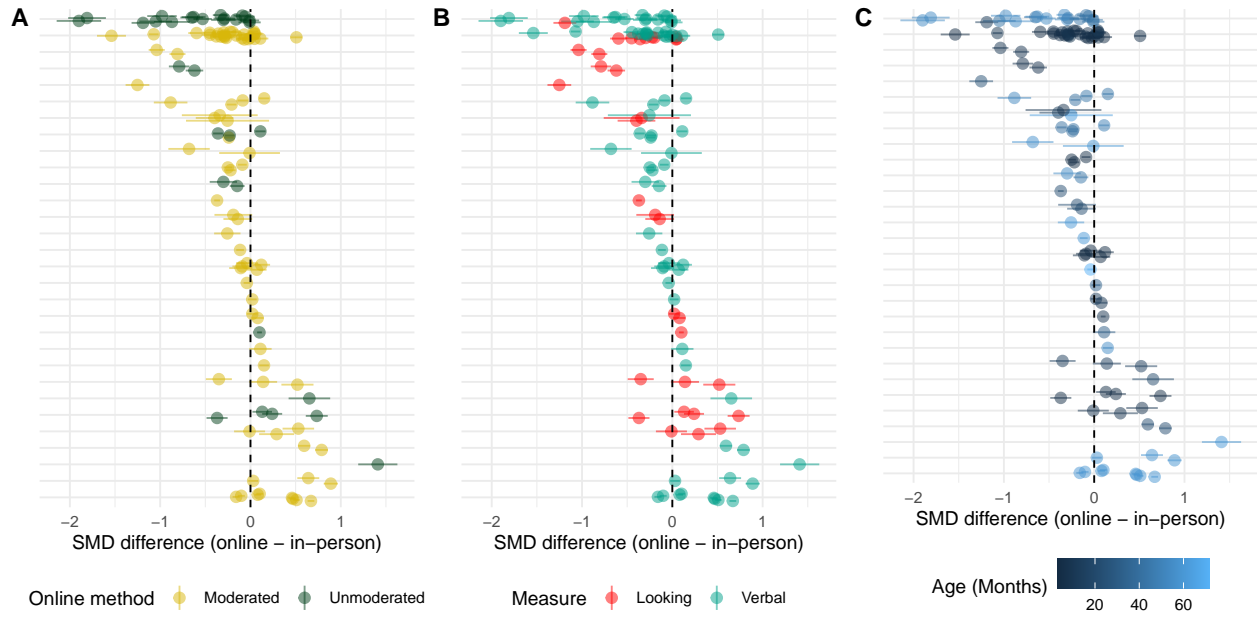 A
B
C
−2 −1 0 1
−2 −1 0 1
−2 −1 0 1
SMD difference (online − in−person)
SMD difference (online − in−person)
SMD difference (online − in−person)
Online method Moderated Unmoderated
Measure Looking Verbal
Age (Months)
20 40 60